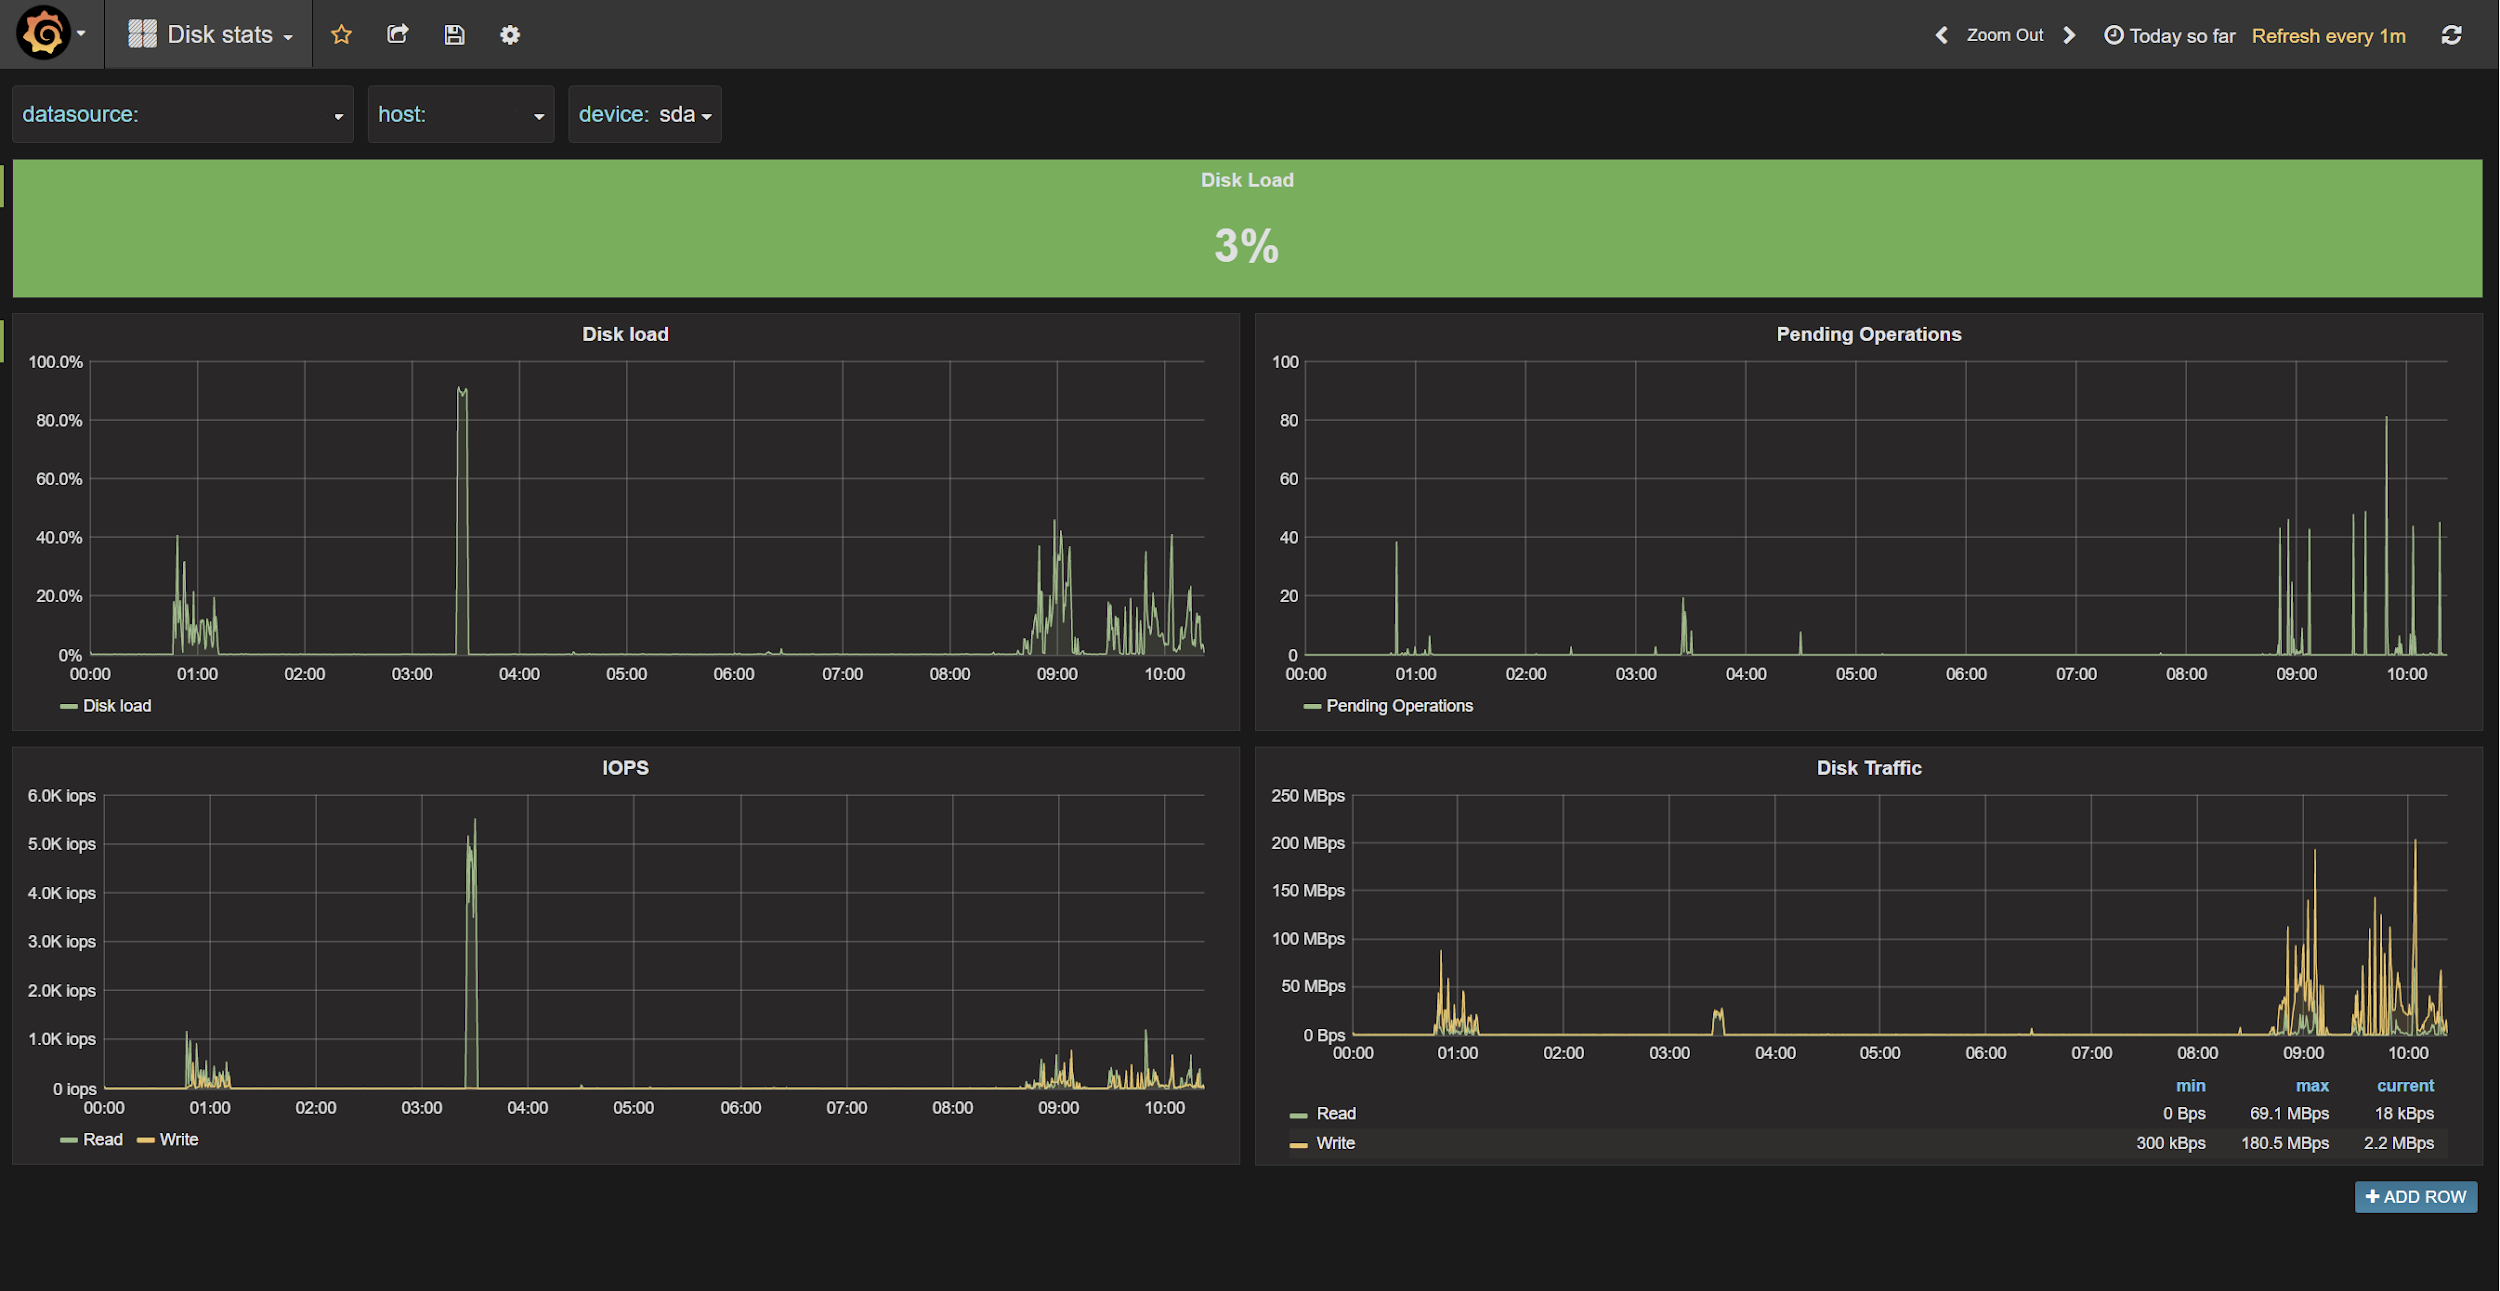 Disk stats
Zoom Out
Today so far Refresh every 1m
datasource:
host:
device: sda
Disk Load
3%
Disk load
100.0%
80.0%
60.0%
40.0%
20.0%
0%
00:00 01:00 02:00 03:00 04:00 05:00 06:00 07:00 08:00 09:00 10:00
Disk load
Pending Operations
100
80
60
40
20
0
00:00 01:00 02:00 03:00 04:00 05:00 06:00 07:00 08:00 09:00 10:00
Pending Operations
IOPS
6.0K iops
5.0K iops
4.0K iops
3.0K iops
2.0K iops
1.0K iops
0 iops
00:00 01:00 02:00 03:00 04:00 05:00 06:00 07:00 08:00 09:00 10:00
Read Write
Disk Traffic
250 MBps
200 MBps
150 MBps
100 MBps
50 MBps
0 Bps
00:00 01:00 02:00 03:00 04:00 05:00 06:00 07:00 08:00 09:00 10:00
min max current
Read 0 Bps 69.1 MBps 18 kBps
Write 300 kBps 180.5 MBps 2.2 MBps
ADD ROW